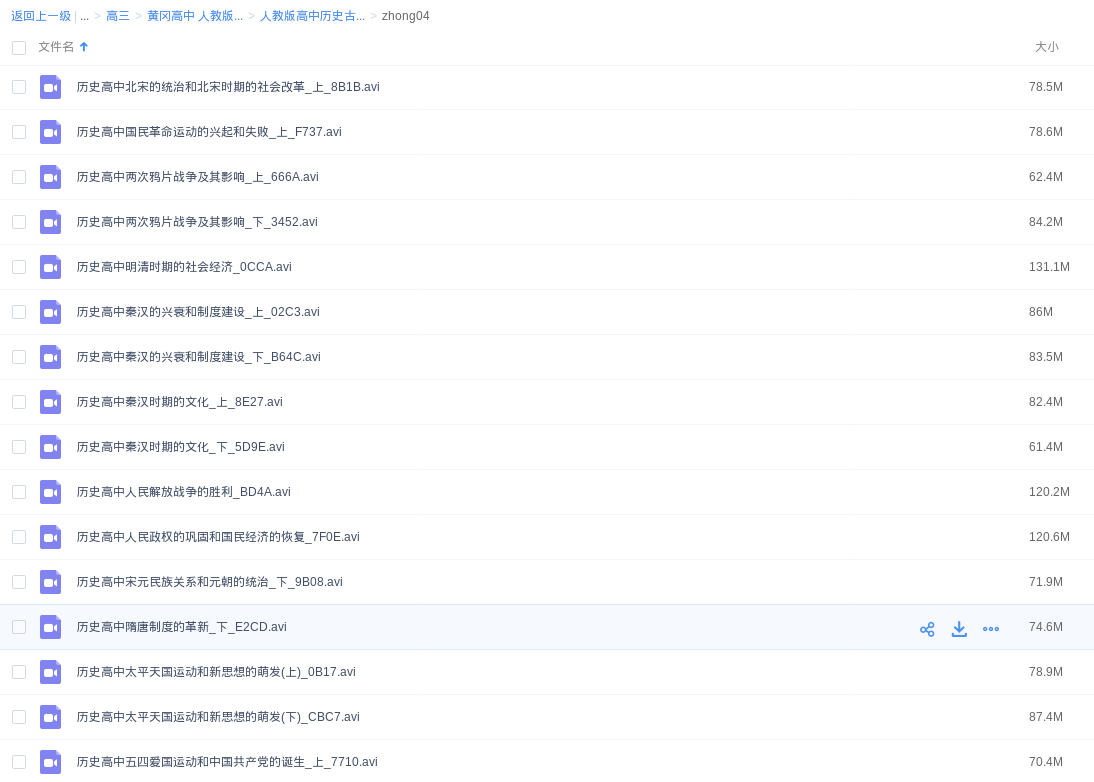 返回上一级 | ... > 高三 > 黄冈高中 人教版... > 人教版高中历史古... > zhong04
文件名 大小
历史高中北宋的统治和北宋时期的社会改革_上_8B1B.avi 78.5M
历史高中国民革命运动的兴起和失败_上_F737.avi 78.6M
历史高中两次鸦片战争及其影响_上_666A.avi 62.4M
历史高中两次鸦片战争及其影响_下_3452.avi 84.2M
历史高中明清时期的社会经济_0CCA.avi 131.1M
历史高中秦汉的兴衰和制度建设_上_02C3.avi 86M
历史高中秦汉的兴衰和制度建设_下_B64C.avi 83.5M
历史高中秦汉时期的文化_上_8E27.avi 82.4M
历史高中秦汉时期的文化_下_5D9E.avi 61.4M
历史高中人民解放战争的胜利_BD4A.avi 120.2M
历史高中人民政权的巩固和国民经济的恢复_7F0E.avi 120.6M
历史高中宋元民族关系和元朝的统治_下_9B08.avi 71.9M
历史高中隋唐制度的革新_下_E2CD.avi 74.6M
历史高中太平天国运动和新思想的萌发(上)_0B17.avi 78.9M
历史高中太平天国运动和新思想的萌发(下)_CBC7.avi 87.4M
历史高中五四爱国运动和中国共产党的诞生_上_7710.avi 70.4M